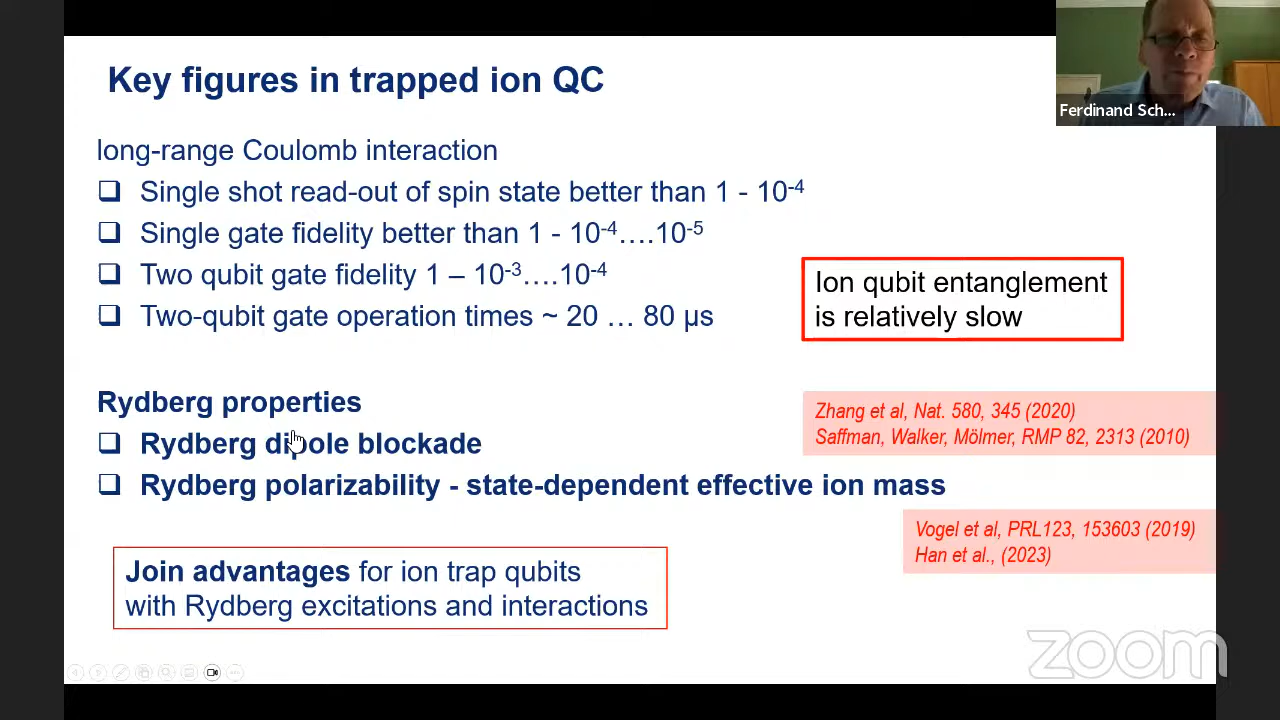 Key figures in trapped ion QC
Ferdinand Sch...
long-range Coulomb interaction
❑ Single shot read-out of spin state better than 1 - 10⁻⁴
❑ Single gate fidelity better than 1 - 10⁻⁴....10⁻⁵
❑ Two qubit gate fidelity 1 – 10⁻³....10⁻⁴
❑ Two-qubit gate operation times ~ 20 ... 80 µs
Ion qubit entanglement
is relatively slow
Rydberg properties
❑ Rydberg dipole blockade
❑ Rydberg polarizability - state-dependent effective ion mass
Zhang et al, Nat. 580, 345 (2020)
Saffman, Walker, Mölmer, RMP 82, 2313 (2010)
Vogel et al, PRL123, 153603 (2019)
Han et al., (2023)
Join advantages for ion trap qubits
with Rydberg excitations and interactions
zoom